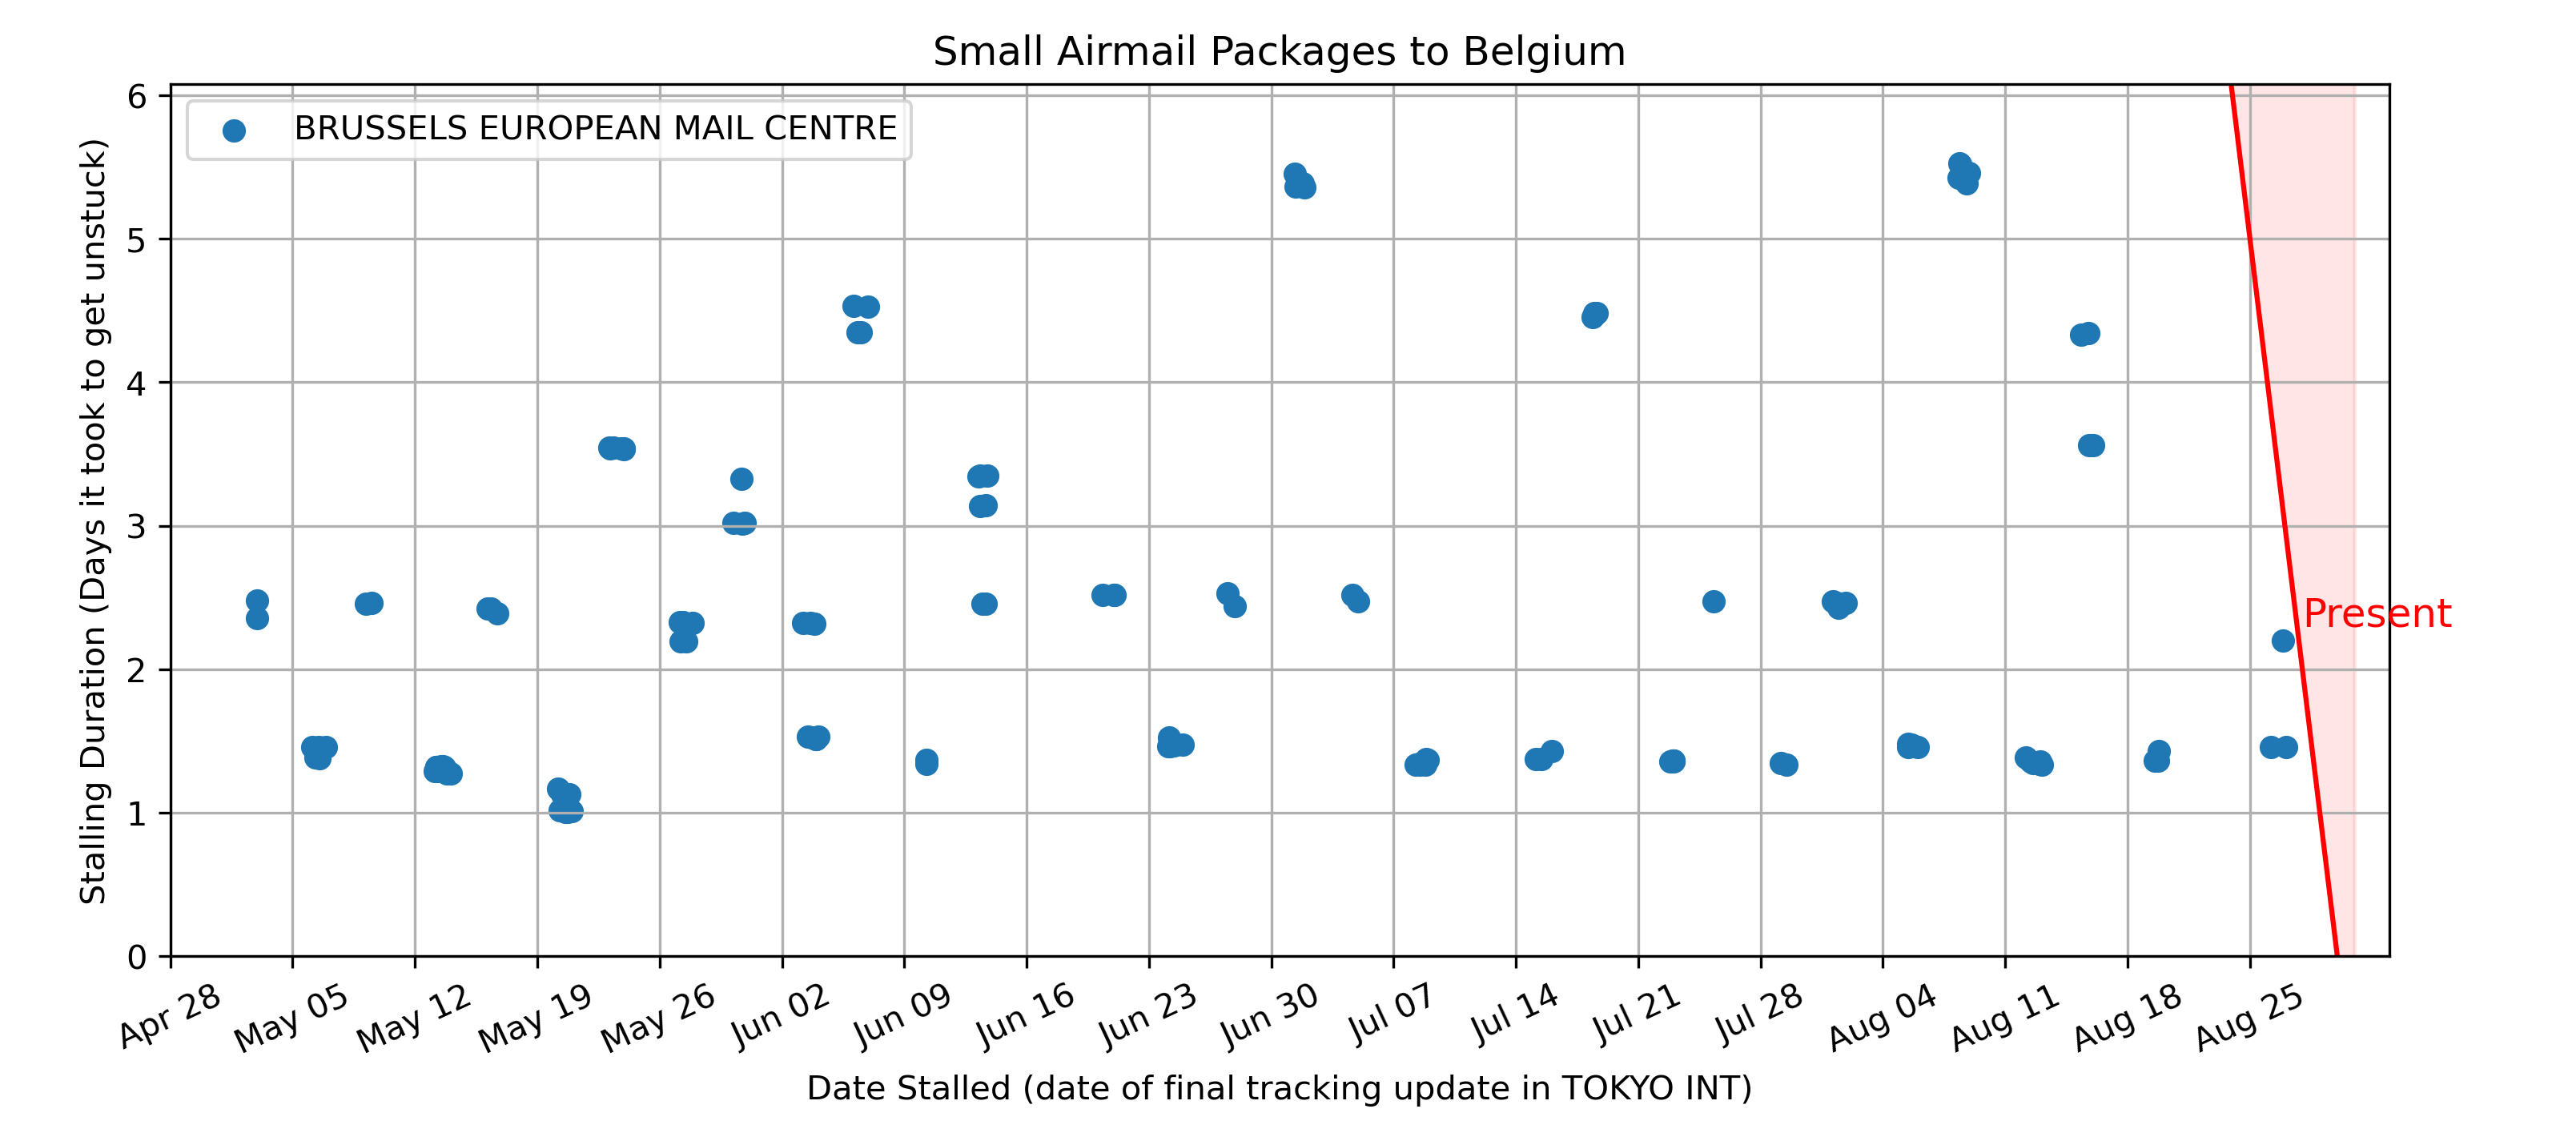 Small Airmail Packages to Belgium
BRUSSELS EUROPEAN MAIL CENTRE
Stalling Duration (Days it took to get unstuck)
6
5
4
3
2
1
0
Present
Apr 28
May 05
May 12
May 19
May 26
Jun 02
Jun 09
Jun 16
Jun 23
Jun 30
Jul 07
Jul 14
Jul 21
Jul 28
Aug 04
Aug 11
Aug 18
Aug 25
Date Stalled (date of final tracking update in TOKYO INT)